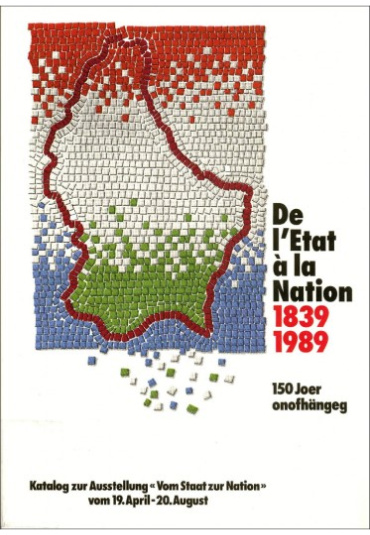 De
l'Etat
à la
Nation
1839
1989
150 Joer
onofhängeg
Katalog zur Ausstellung «Vom Staat zur Nation»
vom 19. April - 20. August